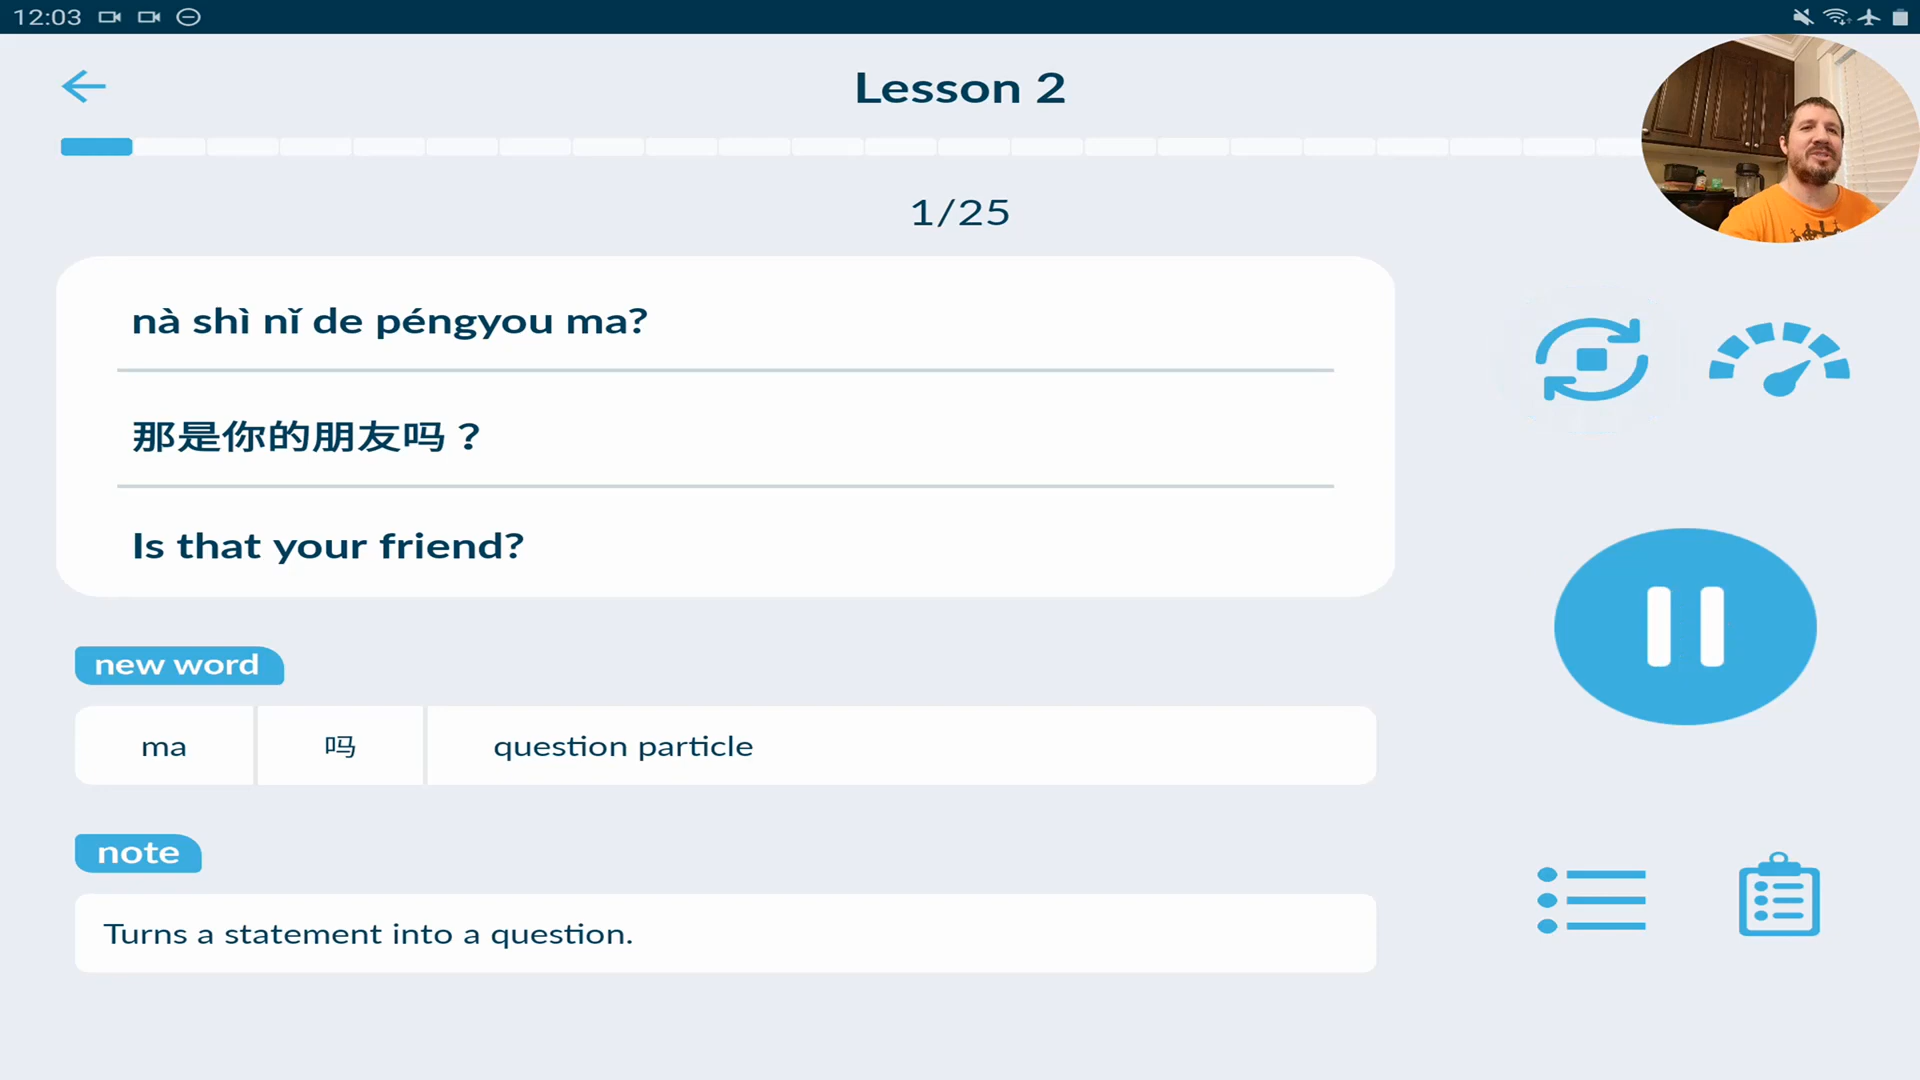 12:03
Lesson 2
1/25
nà shì nǐ de péngyou ma?
那是你的朋友吗？
Is that your friend?
new word
ma 吗 question particle
note
Turns a statement into a question.